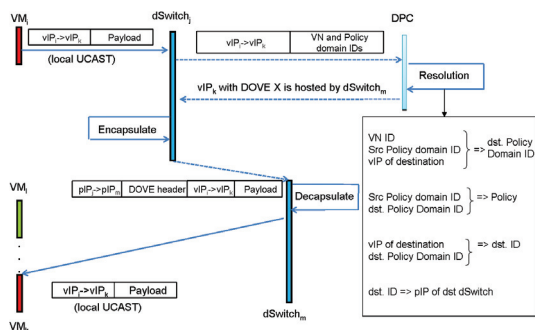 VMi
dSwitchj
DPC
vIPi->vIPk Payload
(local UCAST)
vIPi->vIPk VN and Policy domain IDs
Resolution
vIPk with DOVE X is hosted by dSwitchm
Encapsulate
VN ID
Src Policy domain ID
vIP of destination
=> dst. Policy Domain ID
pIPj->pIPm DOVE header vIPi->vIPk Payload
Decapsulate
Src Policy domain ID
dst. Policy Domain ID
=> Policy
vIP of destination
dst. Policy Domain ID
=> dst. ID
dst. ID => pIP of dst dSwitch
vIPi->vIPk Payload
(local UCAST)
dSwitchm